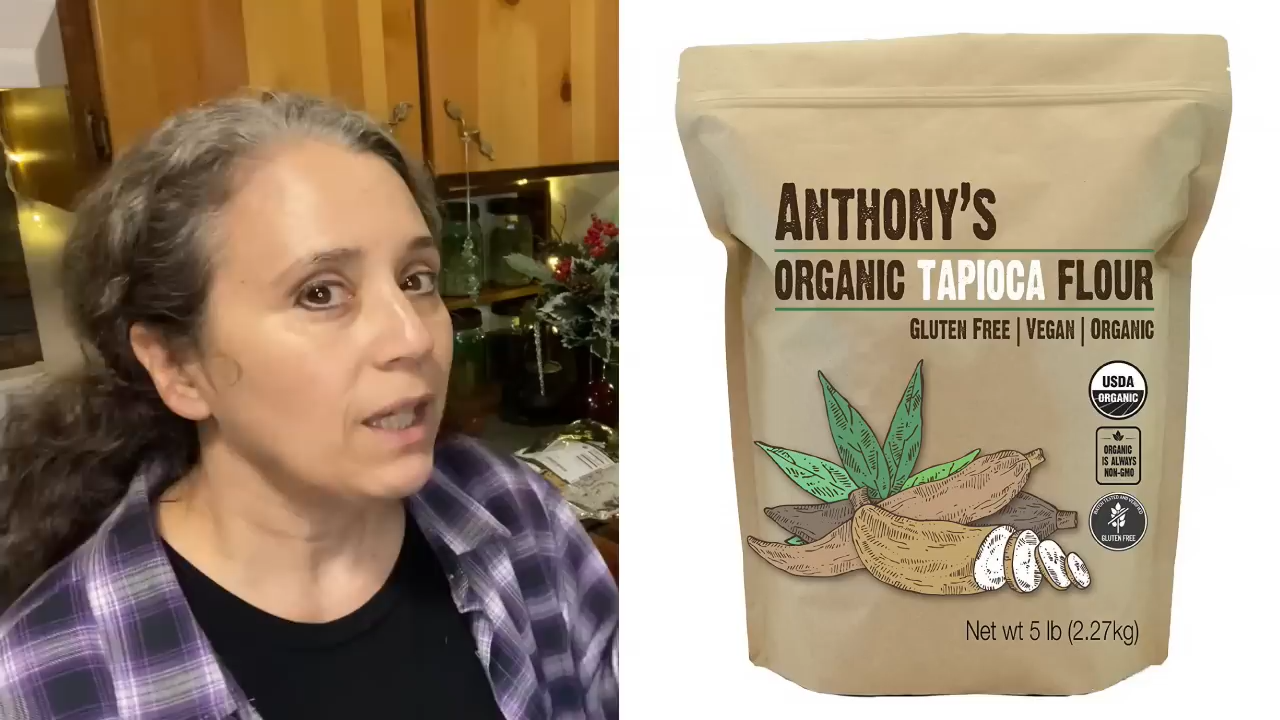 ANTHONY'S
ORGANIC TAPIOCA FLOUR
GLUTEN FREE | VEGAN | ORGANIC
USDA
ORGANIC
ORGANIC
IS ALWAYS
NON-GMO
GLUTEN FREE
Net wt 5 lb (2.27kg)